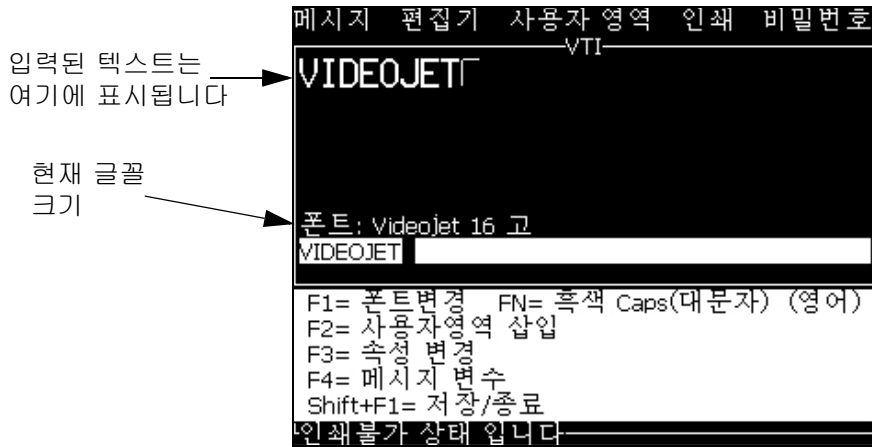 메시지 편집기 사용자 영역 인쇄 비밀번호
VTI
입력된 텍스트는
여기에 표시됩니다
VIDEOJET
현재 글꼴
크기
폰트: Videojet 16 고
VIDEOJET
F1= 폰트변경 FN= 흑색 Caps(대문자) (영어)
F2= 사용자영역 삽입
F3= 속성 변경
F4= 메시지 변수
Shift+F1= 저장/종료
인쇄불가 상태 입니다